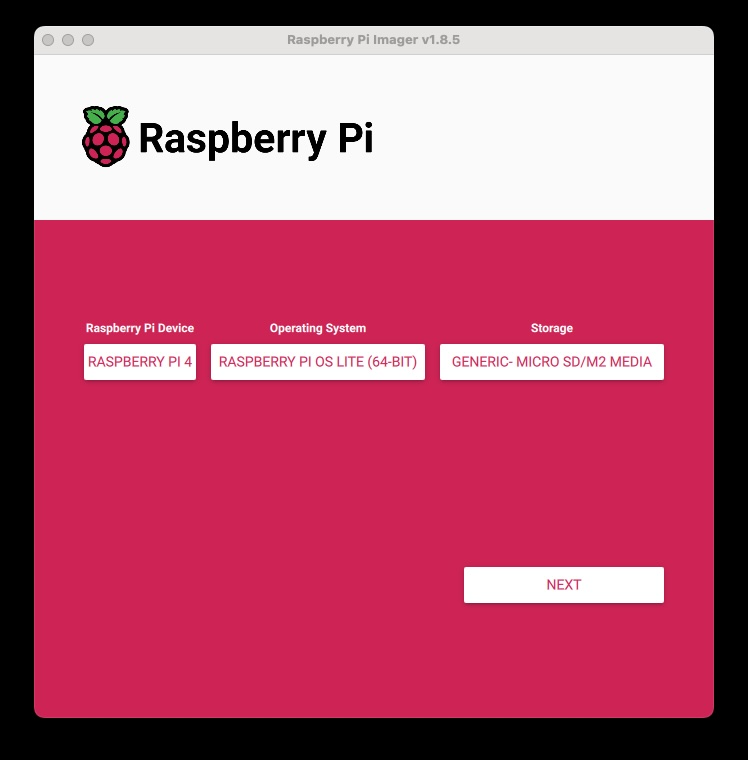 Raspberry Pi Imager v1.8.5
Raspberry Pi
Raspberry Pi Device
Operating System
Storage
RASPBERRY PI 4
RASPBERRY PI OS LITE (64-BIT)
GENERIC- MICRO SD/M2 MEDIA
NEXT